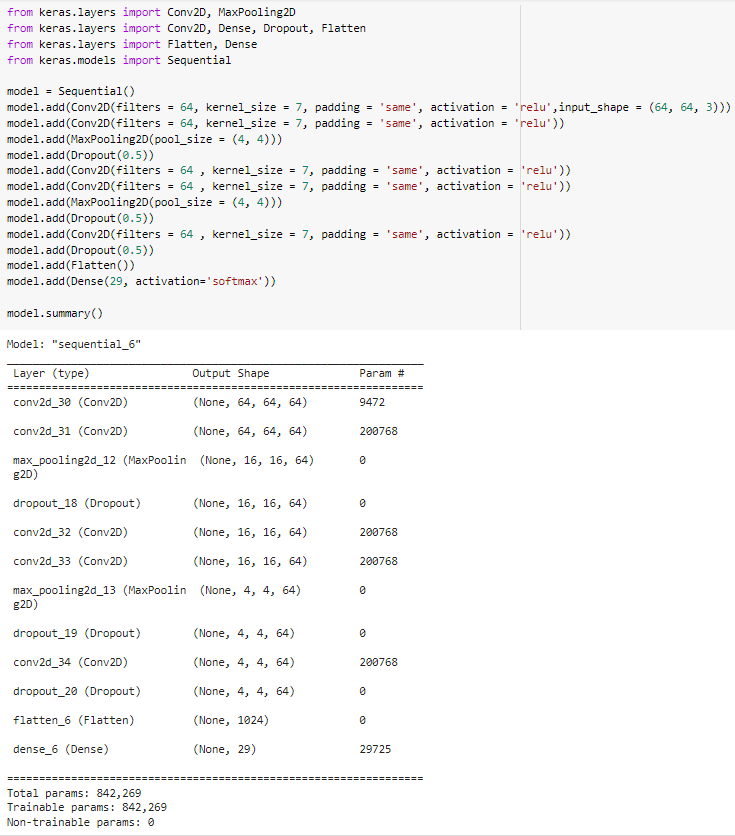 from keras.layers import Conv2D, MaxPooling2D
from keras.layers import Conv2D, Dense, Dropout, Flatten
from keras.layers import Flatten, Dense
from keras.models import Sequential

model = Sequential()
model.add(Conv2D(filters = 64, kernel_size = 7, padding = 'same', activation = 'relu',input_shape = (64, 64, 3)))
model.add(Conv2D(filters = 64, kernel_size = 7, padding = 'same', activation = 'relu'))
model.add(MaxPooling2D(pool_size = (4, 4)))
model.add(Dropout(0.5))
model.add(Conv2D(filters = 64 , kernel_size = 7, padding = 'same', activation = 'relu'))
model.add(Conv2D(filters = 64 , kernel_size = 7, padding = 'same', activation = 'relu'))
model.add(MaxPooling2D(pool_size = (4, 4)))
model.add(Dropout(0.5))
model.add(Conv2D(filters = 64 , kernel_size = 7, padding = 'same', activation = 'relu'))
model.add(Dropout(0.5))
model.add(Flatten())
model.add(Dense(29, activation='softmax'))

model.summary()

Model: "sequential_6"
_________________________________________________________________
Layer (type) Output Shape Param #
=================================================================
conv2d_30 (Conv2D) (None, 64, 64, 64) 9472

conv2d_31 (Conv2D) (None, 64, 64, 64) 200768

max_pooling2d_12 (MaxPoolin (None, 16, 16, 64) 0
g2D)

dropout_18 (Dropout) (None, 16, 16, 64) 0

conv2d_32 (Conv2D) (None, 16, 16, 64) 200768

conv2d_33 (Conv2D) (None, 16, 16, 64) 200768

max_pooling2d_13 (MaxPoolin (None, 4, 4, 64) 0
g2D)

dropout_19 (Dropout) (None, 4, 4, 64) 0

conv2d_34 (Conv2D) (None, 4, 4, 64) 200768

dropout_20 (Dropout) (None, 4, 4, 64) 0

flatten_6 (Flatten) (None, 1024) 0

dense_6 (Dense) (None, 29) 29725

=================================================================
Total params: 842,269
Trainable params: 842,269
Non-trainable params: 0